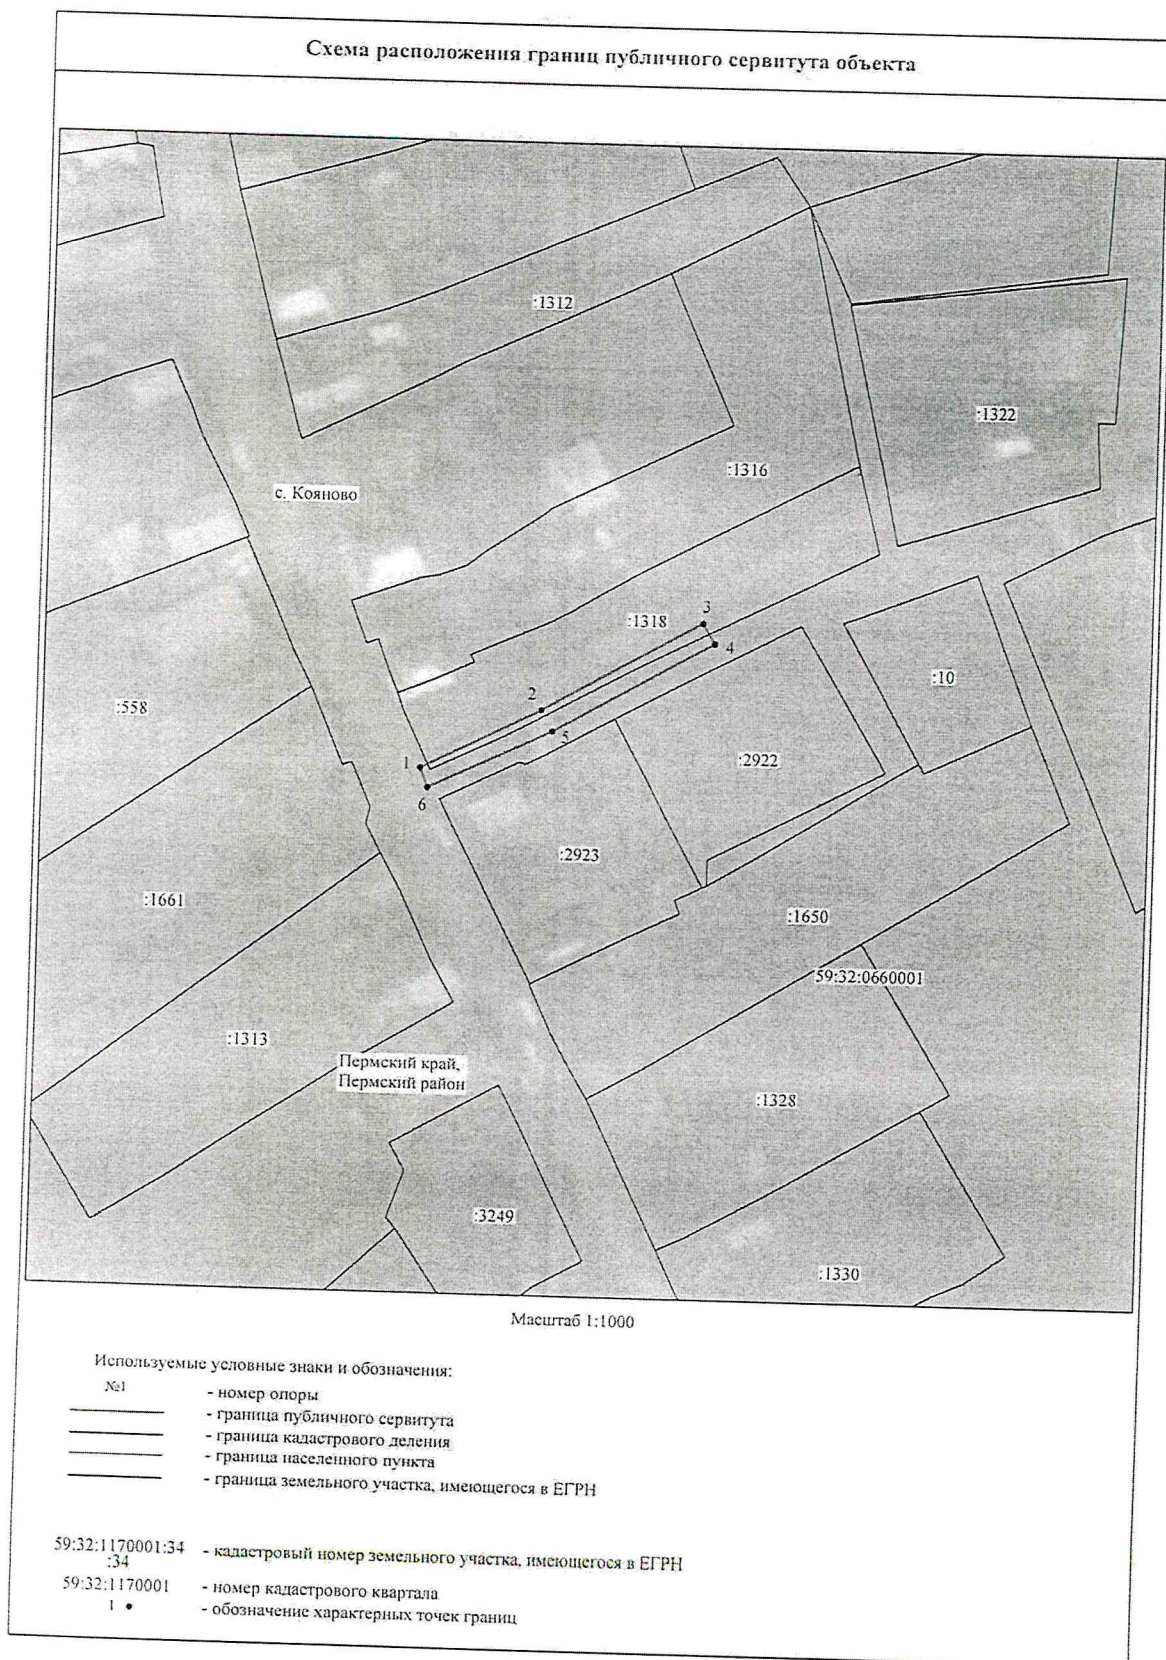 Схема расположения границ публичного сервитута объекта
:1312
:1322
:1316
с. Кояново
:1318
3
4
:10
2
:558
5
1
:2922
6
:2923
:1661
:1650
59:32:0660001
:1313
Пермский край,
Пермский район
:1328
:3249
:1330
Масштаб 1:1000
Используемые условные знаки и обозначения:
№1 - номер опоры
- граница публичного сервитута
- граница кадастрового деления
- граница населенного пункта
- граница земельного участка, имеющегося в ЕГРН
59:32:1170001:34
:34 - кадастровый номер земельного участка, имеющегося в ЕГРН
59:32:1170001 - номер кадастрового квартала
1 • - обозначение характерных точек границ